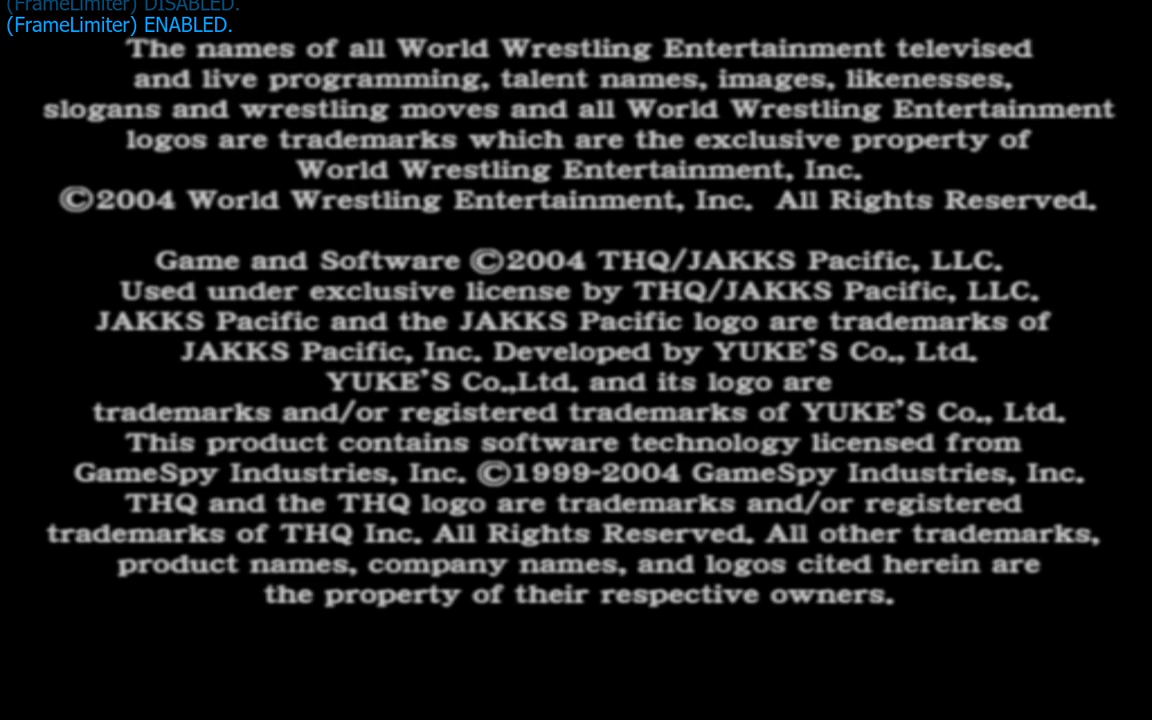 (FrameLimiter) DISABLED.
(FrameLimiter) ENABLED.
The names of all World Wrestling Entertainment televised
and live programming, talent names, images, likenesses,
slogans and wrestling moves and all World Wrestling Entertainment
logos are trademarks which are the exclusive property of
World Wrestling Entertainment, Inc.
©2004 World Wrestling Entertainment, Inc. All Rights Reserved.
Game and Software ©2004 THQ/JAKKS Pacific, LLC.
Used under exclusive license by THQ/JAKKS Pacific, LLC.
JAKKS Pacific and the JAKKS Pacific logo are trademarks of
JAKKS Pacific, Inc. Developed by YUKE'S Co., Ltd.
YUKE'S Co.,Ltd. and its logo are
trademarks and/or registered trademarks of YUKE'S Co., Ltd.
This product contains software technology licensed from
GameSpy Industries, Inc. ©1999-2004 GameSpy Industries, Inc.
THQ and the THQ logo are trademarks and/or registered
trademarks of THQ Inc. All Rights Reserved. All other trademarks,
product names, company names, and logos cited herein are
the property of their respective owners.